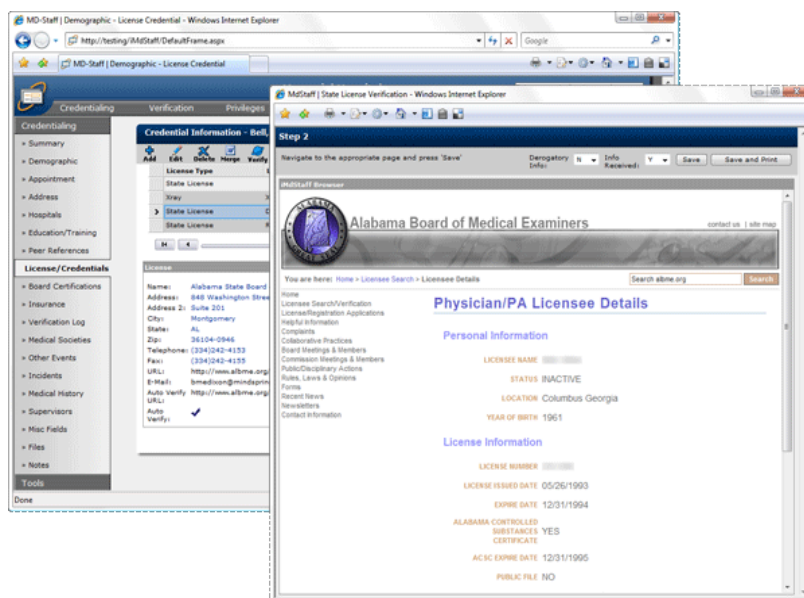 MD-Staff | Demographic - License Credential - Windows Internet Explorer
http://testing/iMdStaff/DefaultFrame.aspx
Google
MD-Staff | Demographic - License Credential
Credentialing Verification Privileges
Credentialing
» Summary
» Demographic
» Appointment
» Address
» Hospitals
» Education/Training
» Peer References
License/Credentials
» Board Certifications
» Insurance
» Verification Log
» Medical Societies
» Other Events
» Incidents
» Medical History
» Supervisors
» Misc Fields
» Files
» Notes
Tools
Done
Credential Information - Bell,
Add Edit Delete Merge Verify
License Type
State License
Xray
State License
State License
License
Name: Alabama State Board
Address: 848 Washington Stree
Address 2: Suite 201
City: Montgomery
State: AL
Zip: 36104-0946
Telephone: (334)242-4153
Fax: (334)242-4155
URL: http://www.albme.org/
E-Mail: bmedixon@mindsprin
Auto Verify URL: http://www.albme.org/
Auto Verify:
MdStaff | State License Verification - Windows Internet Explorer
Step 2
Navigate to the appropriate page and press 'Save'
Derogatory Info: N
Info Received: Y
Save
Save and Print
iMdStaff Browser
Alabama Board of Medical Examiners
contact us | site map
You are here: Home > Licensee Search > Licensee Details
Search albme.org
Search
Home
Licensee Search/Verification
License/Registration Applications
Helpful Information
Complaints
Collaborative Practices
Board Meetings & Members
Commission Meetings & Members
Public/Disciplinary Actions
Rules, Laws & Opinions
Forms
Recent News
Newsletters
Contact Information
Physician/PA Licensee Details
Personal Information
LICENSEE NAME
STATUS INACTIVE
LOCATION Columbus Georgia
YEAR OF BIRTH 1961
License Information
LICENSE NUMBER
LICENSE ISSUED DATE 05/26/1993
EXPIRE DATE 12/31/1994
ALABAMA CONTROLLED
SUBSTANCES YES
CERTIFICATE
ACSC EXPIRE DATE 12/31/1995
PUBLIC FILE NO